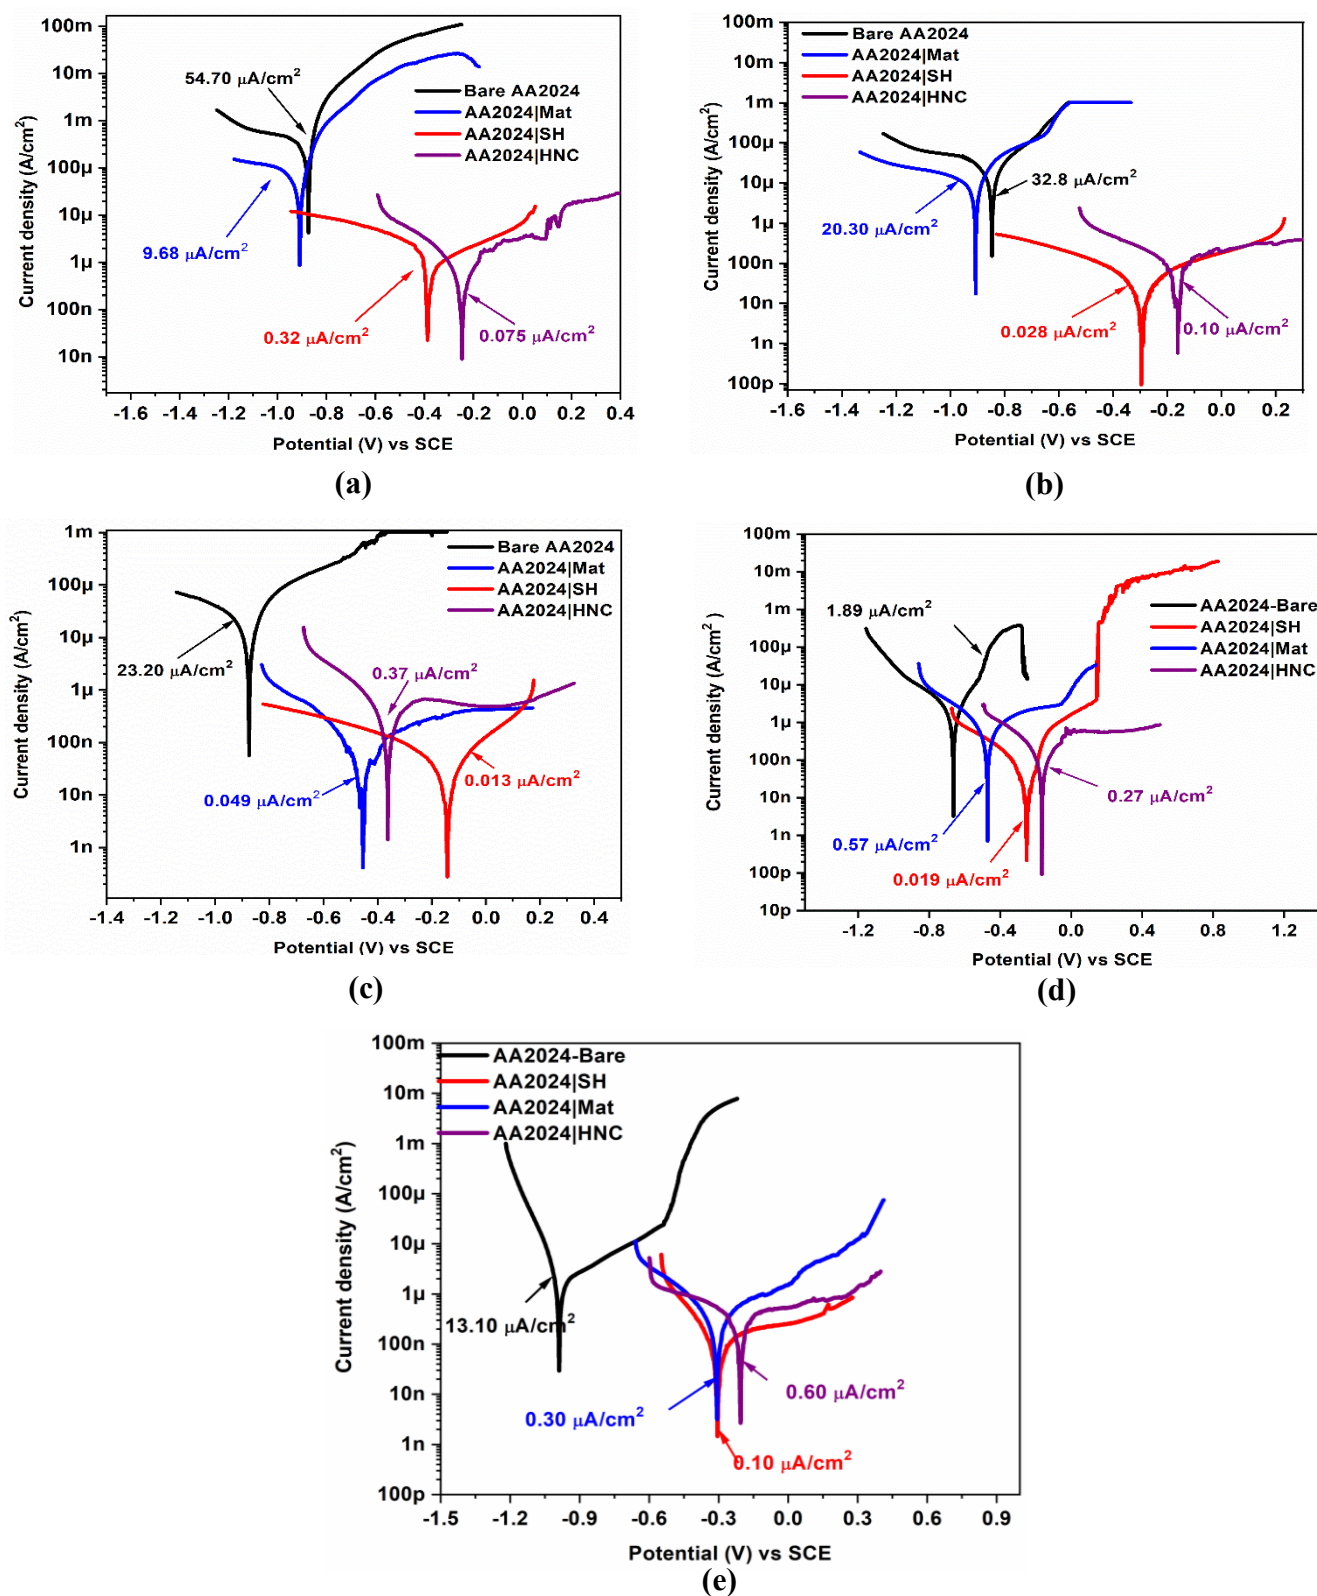 100m
10m
1m
100μ
10μ
1μ
100n
10n
Current density (A/cm²)
54.70 μA/cm²
Bare AA2024
AA2024|Mat
AA2024|SH
AA2024|HNC
9.68 μA/cm²
0.32 μA/cm²
0.075 μA/cm²
-1.6 -1.4 -1.2 -1.0 -0.8 -0.6 -0.4 -0.2 0.0 0.2 0.4
Potential (V) vs SCE
(a)
100m
10m
1m
100μ
10μ
1μ
100n
10n
1n
100p
Current density (A/cm²)
Bare AA2024
AA2024|Mat
AA2024|SH
AA2024|HNC
32.8 μA/cm²
20.30 μA/cm²
0.028 μA/cm²
0.10 μA/cm²
-1.6 -1.4 -1.2 -1.0 -0.8 -0.6 -0.4 -0.2 0.0 0.2
Potential (V) vs SCE
(b)
1m
100μ
10μ
1μ
100n
10n
1n
Current density (A/cm²)
Bare AA2024
AA2024|Mat
AA2024|SH
AA2024|HNC
23.20 μA/cm²
0.37 μA/cm²
0.049 μA/cm²
0.013 μA/cm²
-1.4 -1.2 -1.0 -0.8 -0.6 -0.4 -0.2 0.0 0.2 0.4
Potential (V) vs SCE
(c)
100m
10m
1m
100μ
10μ
1μ
100n
10n
1n
100p
10p
Current density (A/cm²)
1.89 μA/cm²
AA2024-Bare
AA2024|SH
AA2024|Mat
AA2024|HNC
0.57 μA/cm²
0.019 μA/cm²
0.27 μA/cm²
-1.2 -0.8 -0.4 0.0 0.4 0.8 1.2
Potential (V) vs SCE
(d)
100m
10m
1m
100μ
10μ
1μ
100n
10n
1n
100p
Current density (A/cm²)
AA2024-Bare
AA2024|SH
AA2024|Mat
AA2024|HNC
13.10 μA/cm²
0.30 μA/cm²
0.60 μA/cm²
0.10 μA/cm²
-1.5 -1.2 -0.9 -0.6 -0.3 0.0 0.3 0.6 0.9
Potential (V) vs SCE
(e)